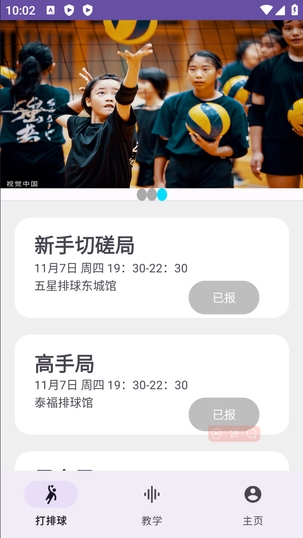 10:02
视觉中国
新手切磋局
11月7日 周四 19：30-22：30
五星排球东城馆
已报
高手局
11月7日 周四 19：30-22：30
泰福排球馆
已报
打排球
教学
主页